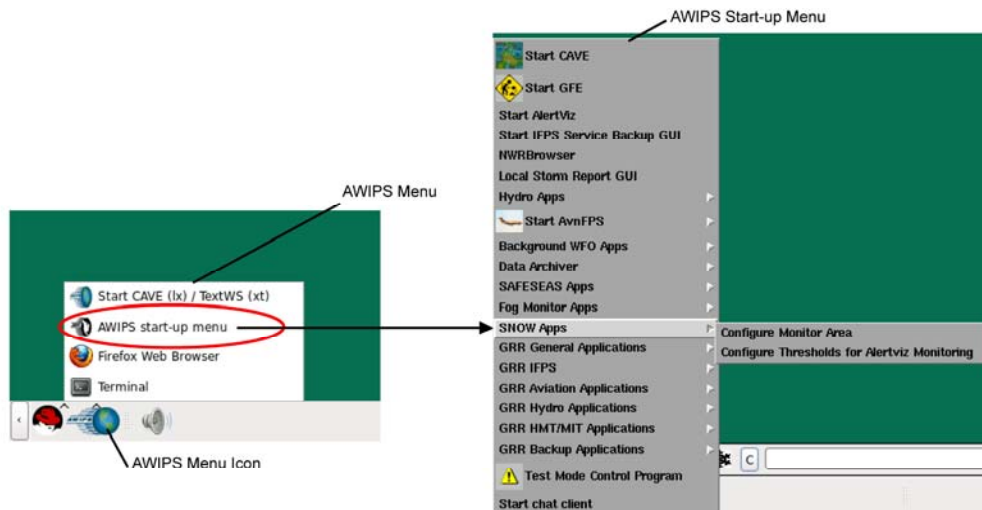 AWIPS Start-up Menu
Start CAVE
Start GFE
Start AlertViz
Start IFPS Service Backup GUI
NWRBrowser
Local Storm Report GUI
Hydro Apps
Start AvnFPS
Background WFO Apps
Data Archiver
SAFESEAS Apps
Fog Monitor Apps
SNOW Apps
Configure Monitor Area
Configure Thresholds for Alertviz Monitoring
GRR General Applications
GRR IFPS
GRR Aviation Applications
GRR Hydro Applications
GRR HMT/MIT Applications
GRR Backup Applications
Test Mode Control Program
Start chat client
C
AWIPS Menu
Start CAVE (lx) / TextWS (xt)
AWIPS start-up menu
Firefox Web Browser
Terminal
AWIPS Menu Icon